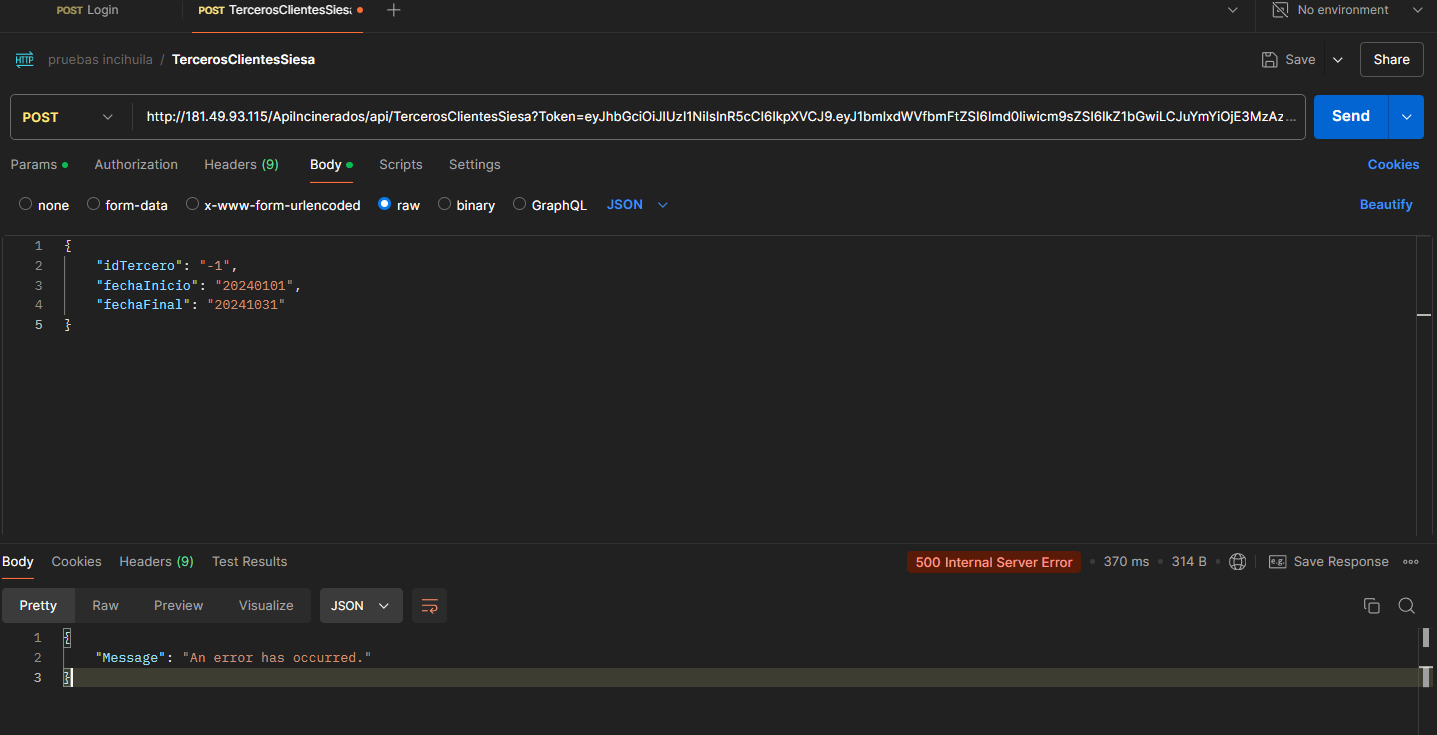 POST Login
POST TercerosClientesSiesa
No environment
HTTP pruebas incihuila / TercerosClientesSiesa
Save
Share
POST
http://181.49.93.115/ApiIncinerados/api/TercerosClientesSiesa?Token=eyJhbGciOiJIUzI1NiIsInR5cCI6IkpXVCJ9.eyJ1bmlxdWVfbmFtZSI6Imd0Iiwicm9sZSI6IkZ1bGwiLCJuYmYiOjE3MzAz...
Send
Params Authorization Headers (9) Body Scripts Settings Cookies
none form-data x-www-form-urlencoded raw binary GraphQL JSON Beautify
1 {
2 "idTercero": "-1",
3 "fechaInicio": "20240101",
4 "fechaFinal": "20241031"
5 }
Body Cookies Headers (9) Test Results 500 Internal Server Error • 370 ms • 314 B • e.g. Save Response
Pretty Raw Preview Visualize JSON
1 {
2 "Message": "An error has occurred."
3 }